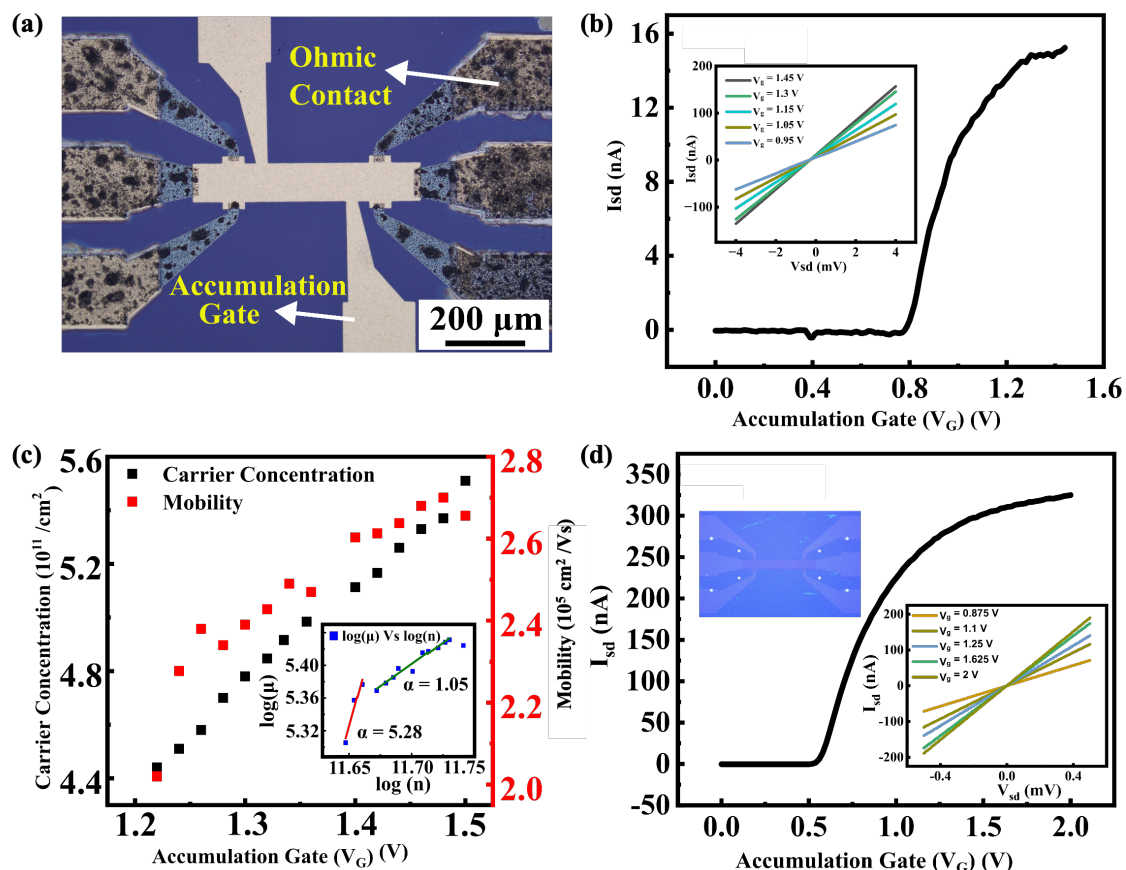 (a)
Ohmic
Contact
Accumulation
Gate
200 μm
(b)
16
12
8
4
0
Isd (nA)
0.0
0.4
0.8
1.2
1.6
Accumulation Gate (VG) (V)
200
100
0
−100
Isd (nA)
−4
−2
0
2
4
Vsd (mV)
Vg = 1.45 V
Vg = 1.3 V
Vg = 1.15 V
Vg = 1.05 V
Vg = 0.95 V
(c)
5.6
5.2
4.8
4.4
Carrier Concentration (10¹¹ /cm²)
Carrier Concentration
Mobility
2.8
2.6
2.4
2.2
2.0
Mobility (10⁵ cm² /Vs)
1.2
1.3
1.4
1.5
Accumulation Gate (VG) (V)
log(μ) Vs log(n)
5.40
5.36
5.32
log(μ)
α = 1.05
α = 5.28
11.65
11.70
11.75
log (n)
(d)
350
300
250
200
150
100
50
0
-50
Isd (nA)
0.0
0.5
1.0
1.5
2.0
Accumulation Gate (VG) (V)
200
100
0
-100
-200
Isd (nA)
-0.4
0.0
0.4
Vsd (mV)
Vg = 0.875 V
Vg = 1.1 V
Vg = 1.25 V
Vg = 1.625 V
Vg = 2 V